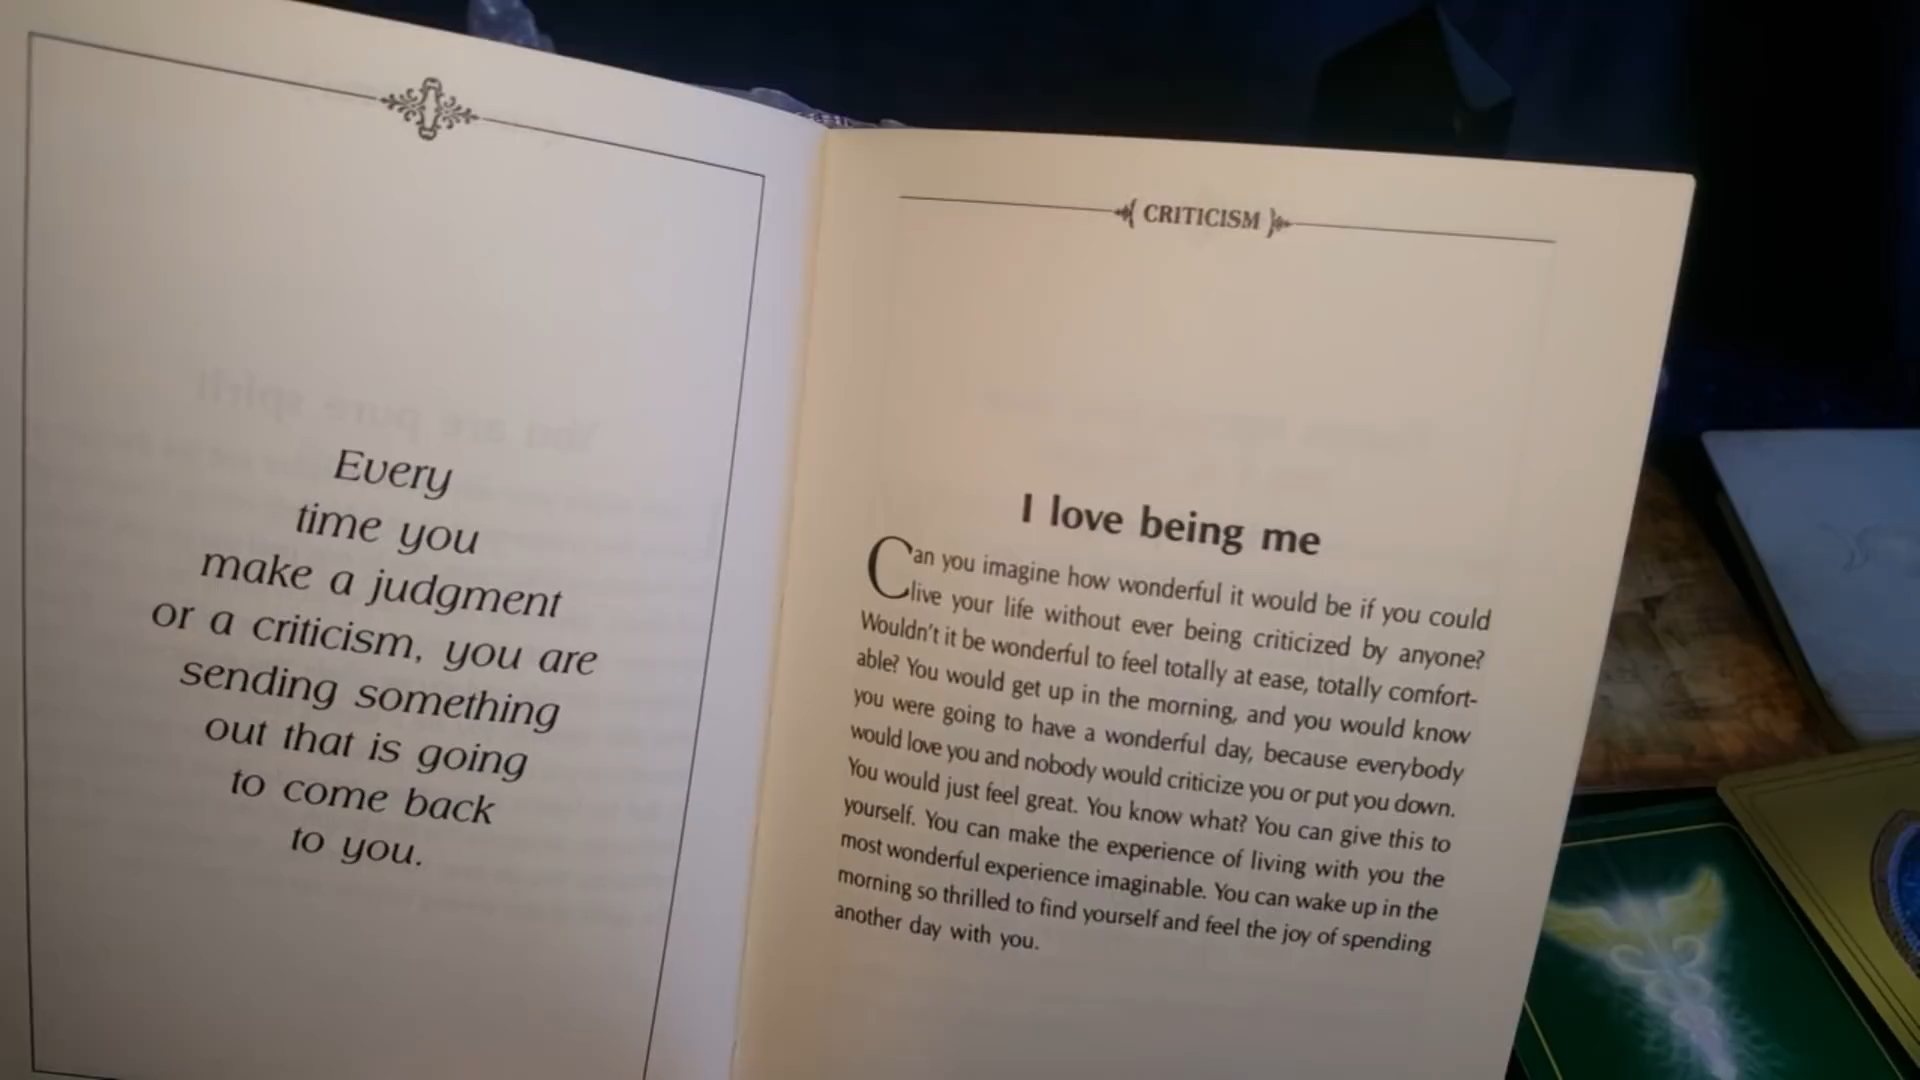 Every
time you
make a judgment
or a criticism, you are
sending something
out that is going
to come back
to you.
CRITICISM
I love being me
Can you imagine how wonderful it would be if you could
live your life without ever being criticized by anyone?
Wouldn't it be wonderful to feel totally at ease, totally comfort-
able? You would get up in the morning, and you would know
you were going to have a wonderful day, because everybody
would love you and nobody would criticize you or put you down.
You would just feel great. You know what? You can give this to
yourself. You can make the experience of living with you the
most wonderful experience imaginable. You can wake up in the
morning so thrilled to find yourself and feel the joy of spending
another day with you.